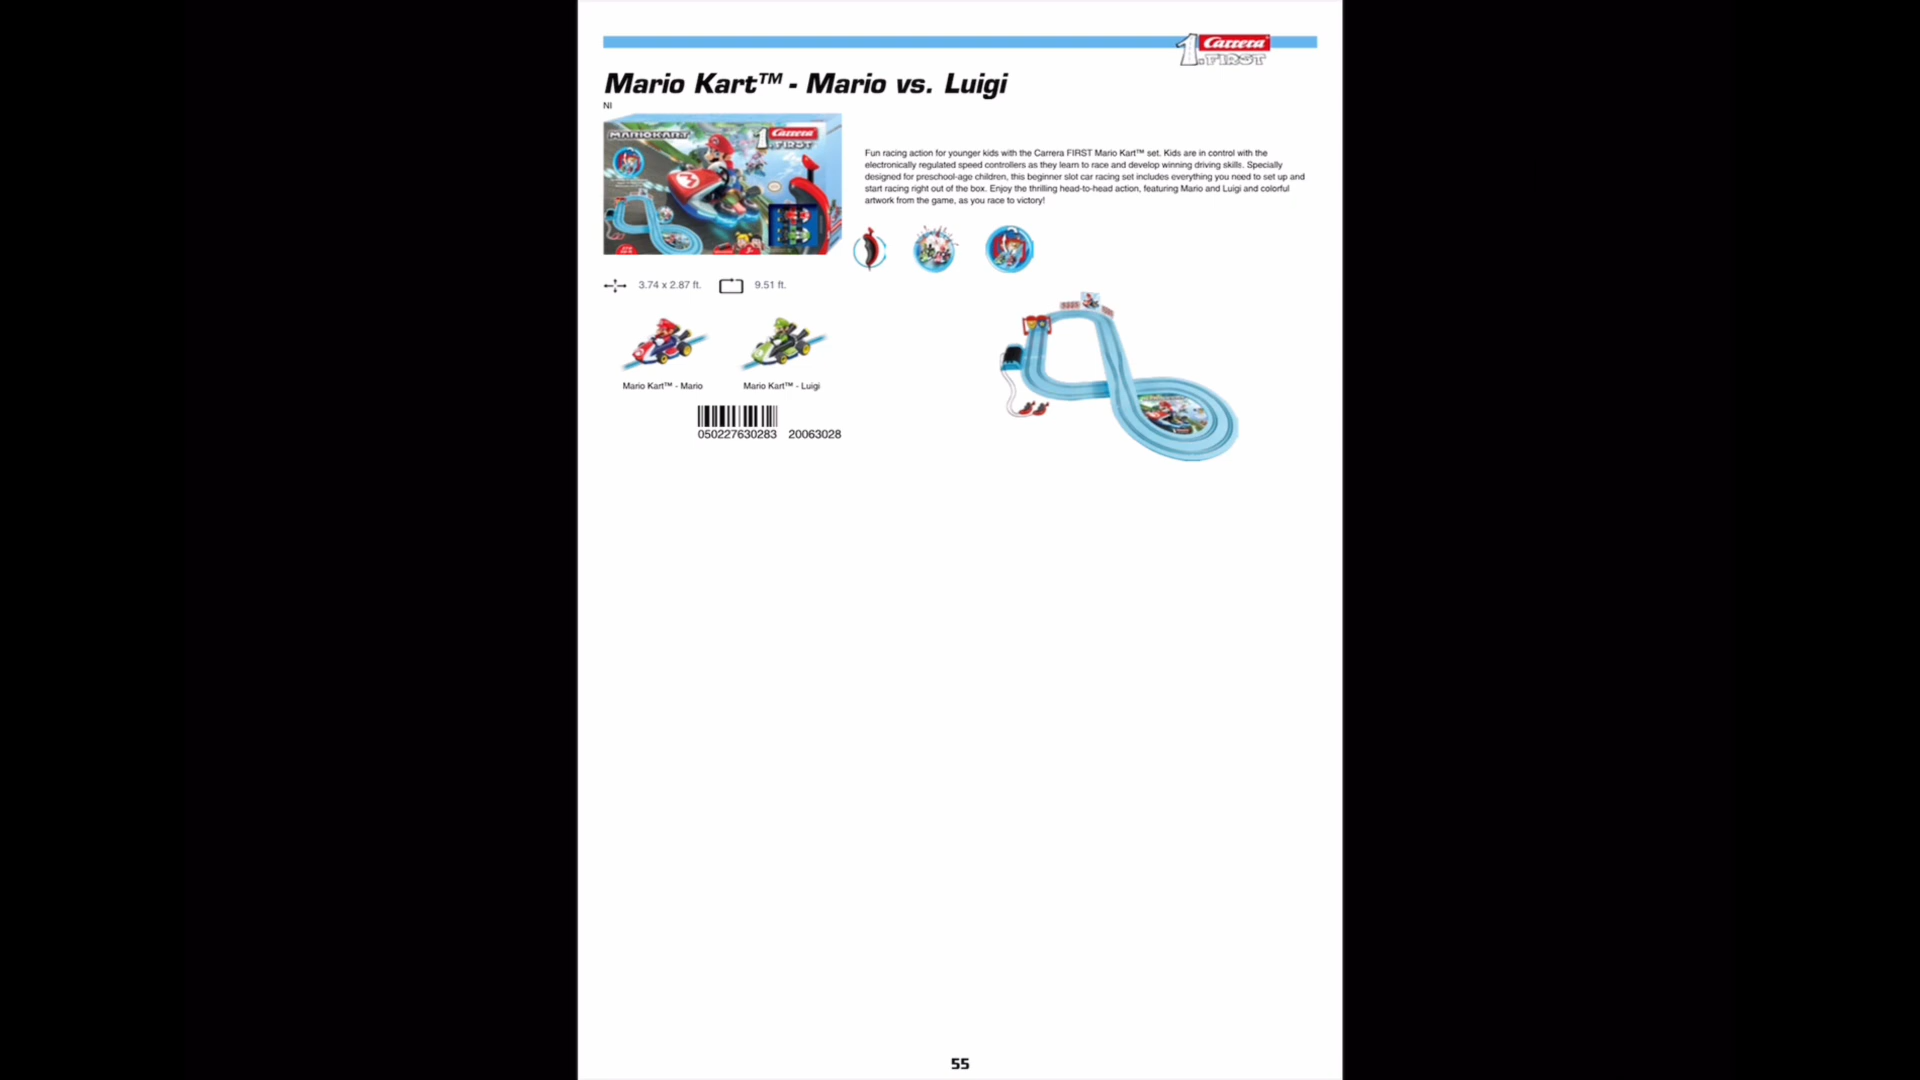 1. Carrera
FIRST
Mario Kart™ - Mario vs. Luigi
NI
MARIOKART
1. Carrera
FIRST
Fun racing action for younger kids with the Carrera FIRST Mario Kart™ set. Kids are in control with the
electronically regulated speed controllers as they learn to race and develop winning driving skills. Specially
designed for preschool-age children, this beginner slot car racing set includes everything you need to set up and
start racing right out of the box. Enjoy the thrilling head-to-head action, featuring Mario and Luigi and colorful
artwork from the game, as you race to victory!
3.74 x 2.87 ft.
9.51 ft.
Mario Kart™ - Mario
Mario Kart™ - Luigi
050227630283 20063028
55